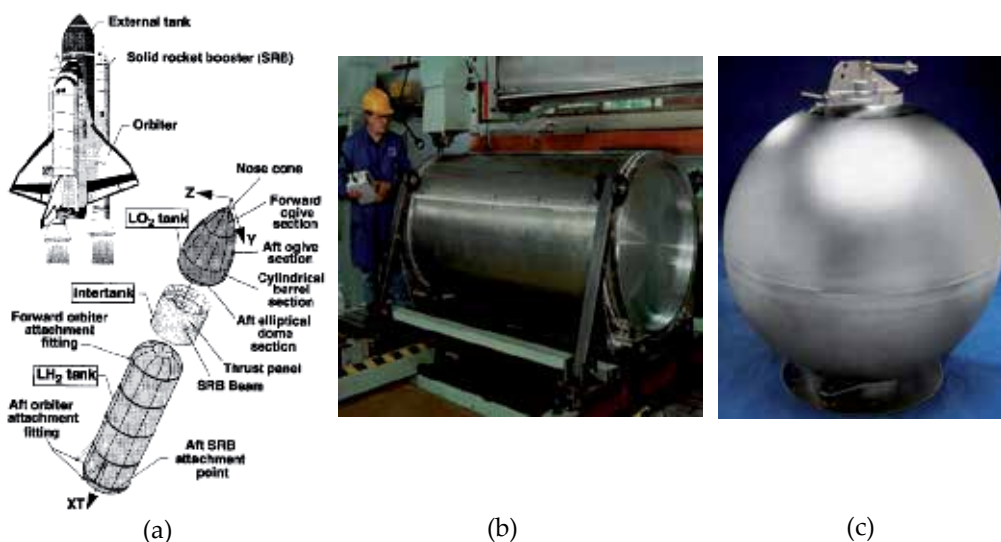 External tank
Solid rocket booster (SRB)
Orbiter
Nose cone
Z
Forward
ogive
section
LO2 tank
Y
Aft ogive
section
Cylindrical
barrel
section
Intertank
Forward orbiter
attachment
fitting
Aft elliptical
dome
section
Thrust panel
SRB Beam
LH2 tank
Aft orbiter
attachment
fitting
Aft SRB
attachment
point
XT
(a)
(b)
(c)